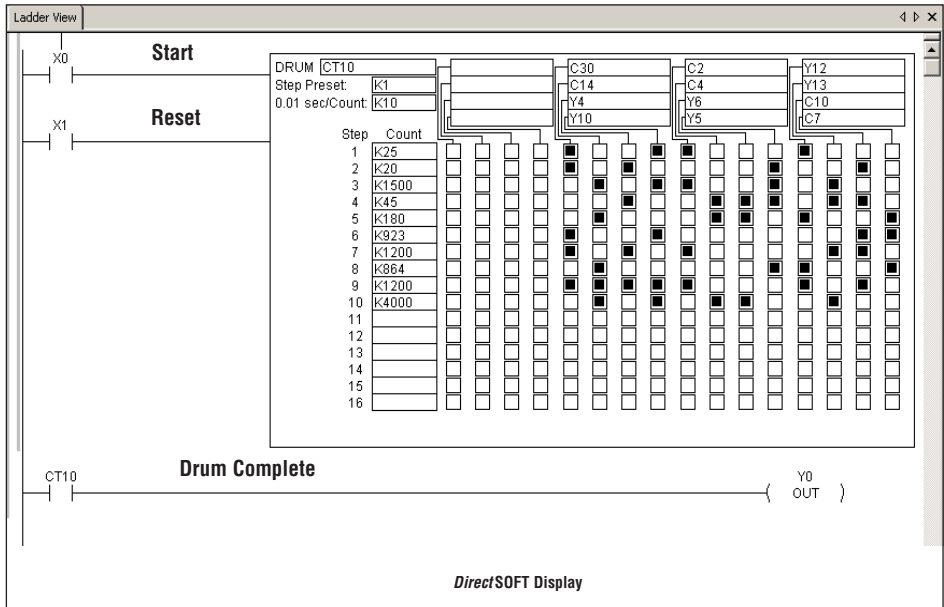 Ladder View
X0 Start
DRUM CT10 C30 C2 Y12
Step Preset: K1 C14 C4 Y13
0.01 sec/Count: K10 Y4 Y6 C10
Y10 Y5 C7
X1 Reset
Step Count
1 K25
2 K20
3 K1500
4 K45
5 K180
6 K923
7 K1200
8 K864
9 K1200
10 K4000
11
12
13
14
15
16
CT10 Drum Complete Y0
OUT
DirectSOFT Display